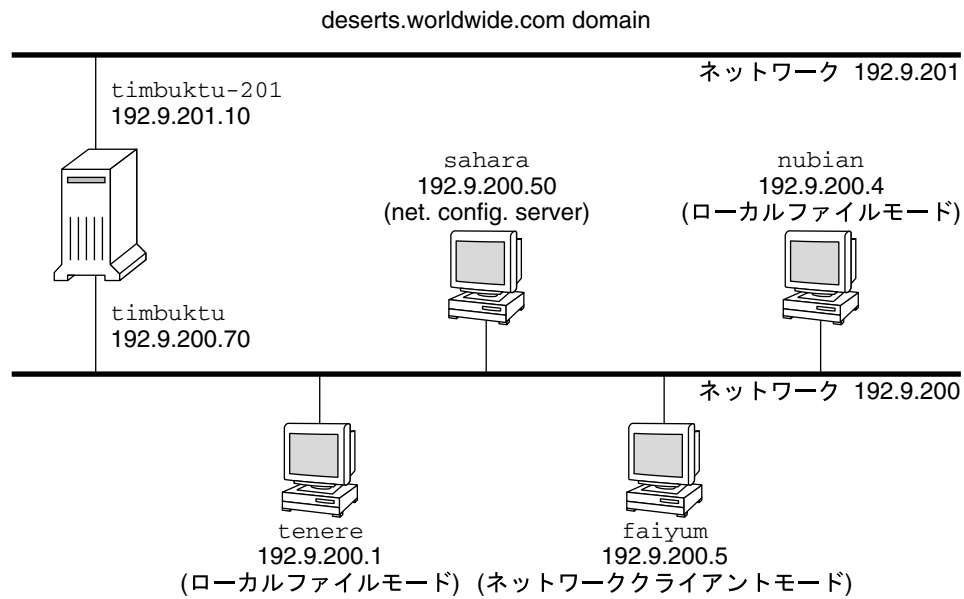 deserts.worldwide.com domain
ネットワーク 192.9.201
timbuktu-201
192.9.201.10
sahara
192.9.200.50
(net. config. server)
nubian
192.9.200.4
(ローカルファイルモード)
timbuktu
192.9.200.70
ネットワーク 192.9.200
tenere
192.9.200.1
(ローカルファイルモード)
faiyum
192.9.200.5
(ネットワーククライアントモード)